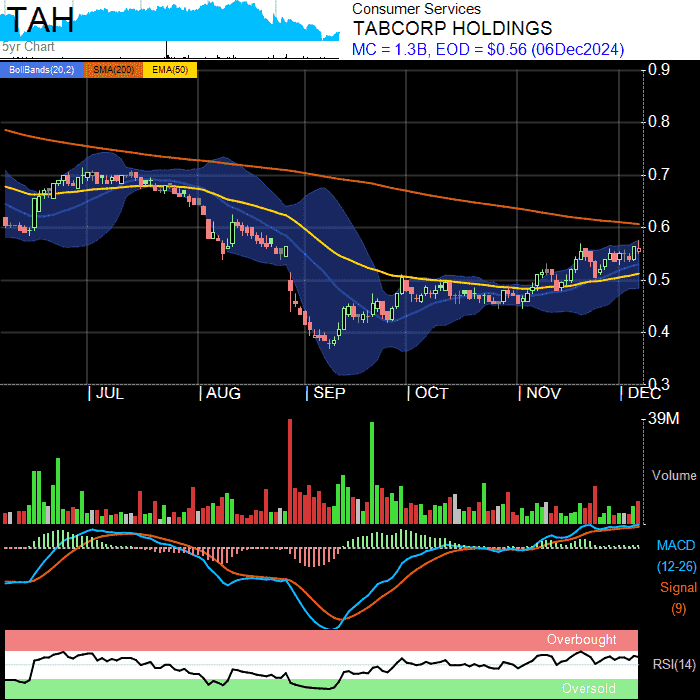 TAH
5yr Chart
Consumer Services
TABCORP HOLDINGS
MC = 1.3B, EOD = $0.56 (06Dec2024)
BollBands(20,2) SMA(200) EMA(50)
0.9
0.8
0.7
0.6
0.5
0.4
0.3
JUL AUG SEP OCT NOV DEC
39M
Volume
MACD
(12-26)
Signal
(9)
Overbought
RSI(14)
Oversold